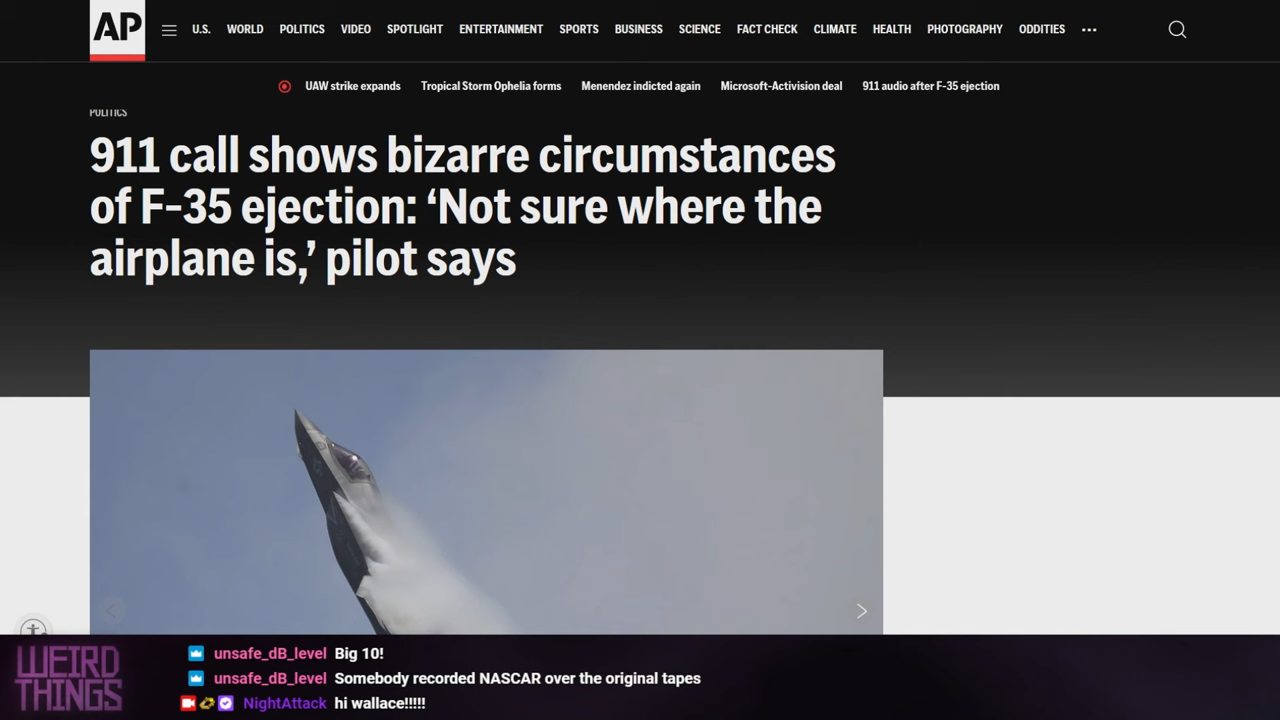 AP
U.S. WORLD POLITICS VIDEO SPOTLIGHT ENTERTAINMENT SPORTS BUSINESS SCIENCE FACT CHECK CLIMATE HEALTH PHOTOGRAPHY ODDITIES
UAW strike expands Tropical Storm Ophelia forms Menendez indicted again Microsoft-Activision deal 911 audio after F-35 ejection
POLITICS
911 call shows bizarre circumstances
of F-35 ejection: ‘Not sure where the
airplane is,’ pilot says
WEIRD
THINGS
unsafe_dB_level Big 10!
unsafe_dB_level Somebody recorded NASCAR over the original tapes
NightAttack hi wallace!!!!!